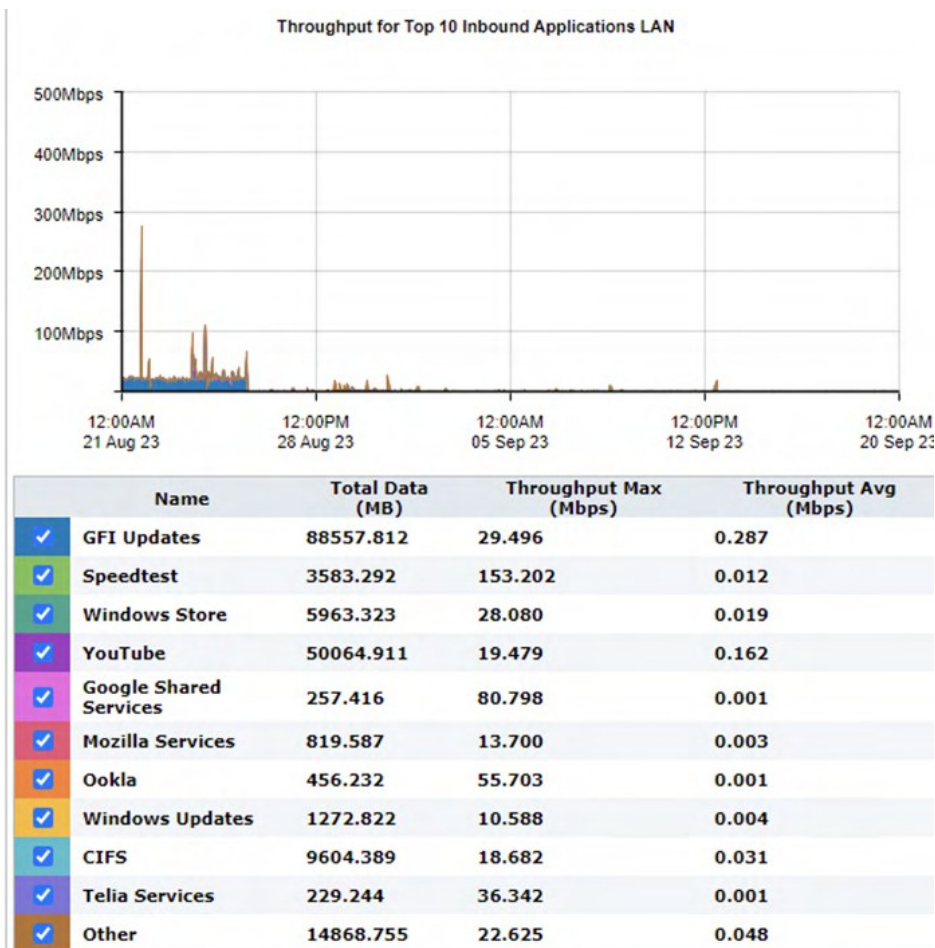 Throughput for Top 10 Inbound Applications LAN
500Mbps
400Mbps
300Mbps
200Mbps
100Mbps
12:00AM 12:00PM 12:00AM 12:00PM 12:00AM
21 Aug 23 28 Aug 23 05 Sep 23 12 Sep 23 20 Sep 23
Name Total Data (MB) Throughput Max (Mbps) Throughput Avg (Mbps)
GFI Updates 88557.812 29.496 0.287
Speedtest 3583.292 153.202 0.012
Windows Store 5963.323 28.080 0.019
YouTube 50064.911 19.479 0.162
Google Shared Services 257.416 80.798 0.001
Mozilla Services 819.587 13.700 0.003
Ookla 456.232 55.703 0.001
Windows Updates 1272.822 10.588 0.004
CIFS 9604.389 18.682 0.031
Telia Services 229.244 36.342 0.001
Other 14868.755 22.625 0.048